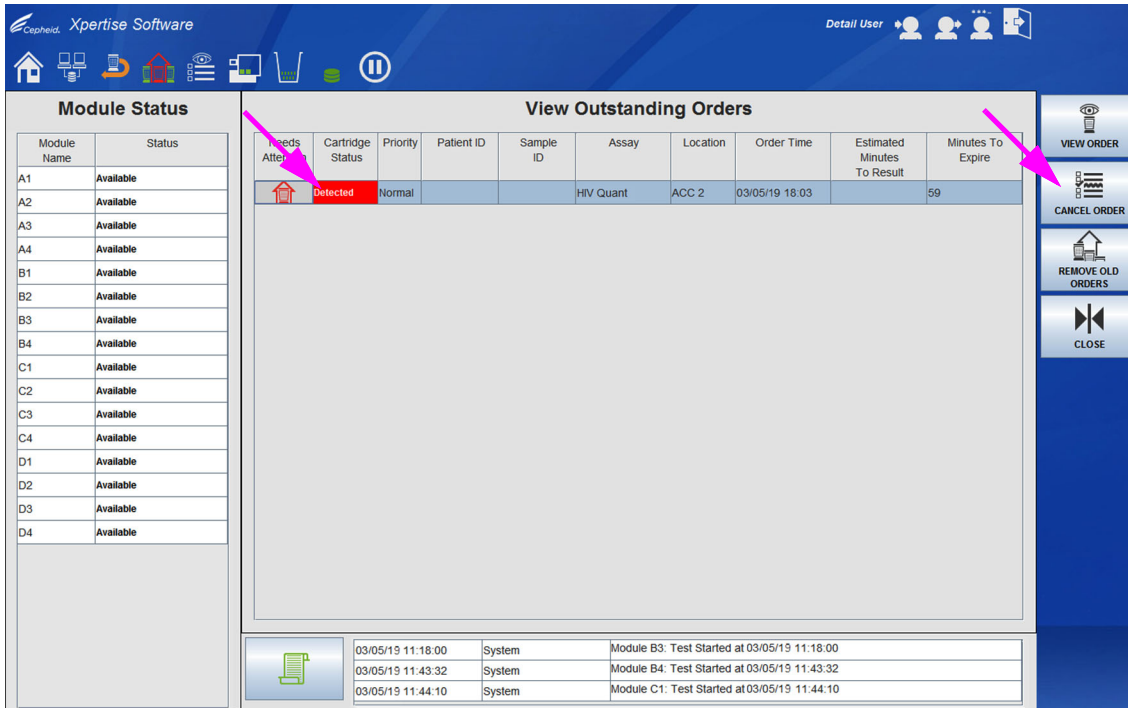 Cepheid. Xpertise Software
Detail User
Module Status
Module Name Status
A1 Available
A2 Available
A3 Available
A4 Available
B1 Available
B2 Available
B3 Available
B4 Available
C1 Available
C2 Available
C3 Available
C4 Available
D1 Available
D2 Available
D3 Available
D4 Available
View Outstanding Orders
Needs Cartridge Priority Patient ID Sample Assay Location Order Time Estimated Minutes To
Status ID Minutes Expire
To Result
Detected Normal HIV Quant ACC 2 03/05/19 18:03 59
03/05/19 11:18:00 System Module B3: Test Started at 03/05/19 11:18:00
03/05/19 11:43:32 System Module B4: Test Started at 03/05/19 11:43:32
03/05/19 11:44:10 System Module C1: Test Started at 03/05/19 11:44:10
VIEW ORDER
CANCEL ORDER
REMOVE OLD
ORDERS
CLOSE